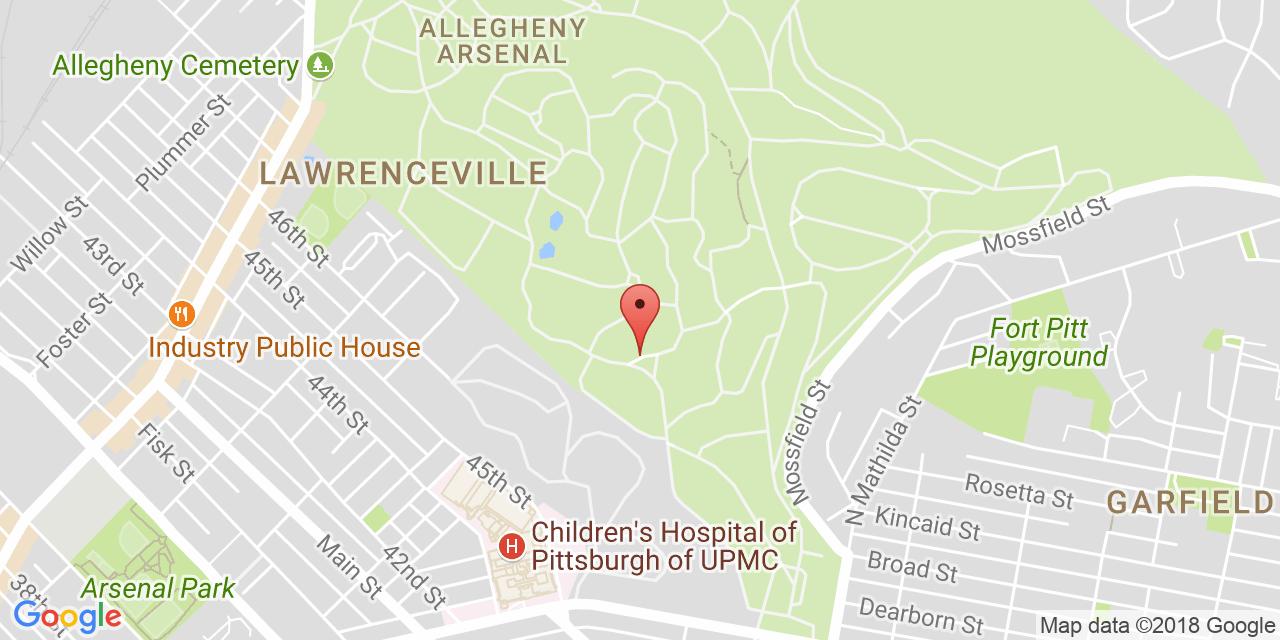 ALLEGHENY
ARSENAL
Allegheny Cemetery
Plummer St
LAWRENCEVILLE
Willow St
46th St
Mossfield St
43rd St
45th St
Foster St
Industry Public House
Fort Pitt
Playground
44th St
Mossfield St
N Mathilda St
Fisk St
45th St
Rosetta St
GARFIELD
Kincaid St
H
Children's Hospital of
Pittsburgh of UPMC
Main St
42nd St
Broad St
Arsenal Park
38th St
Dearborn St
Google
Map data ©2018 Google